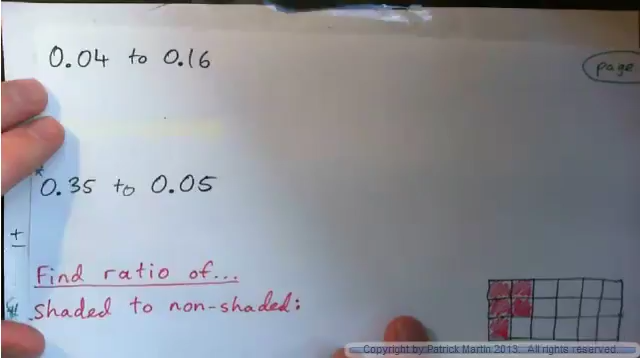 0.04 to 0.16
page
0.35 to 0.05
±
Find ratio of...
shaded to non-shaded:
Copyright by Patrick Martin 2013. All rights reserved